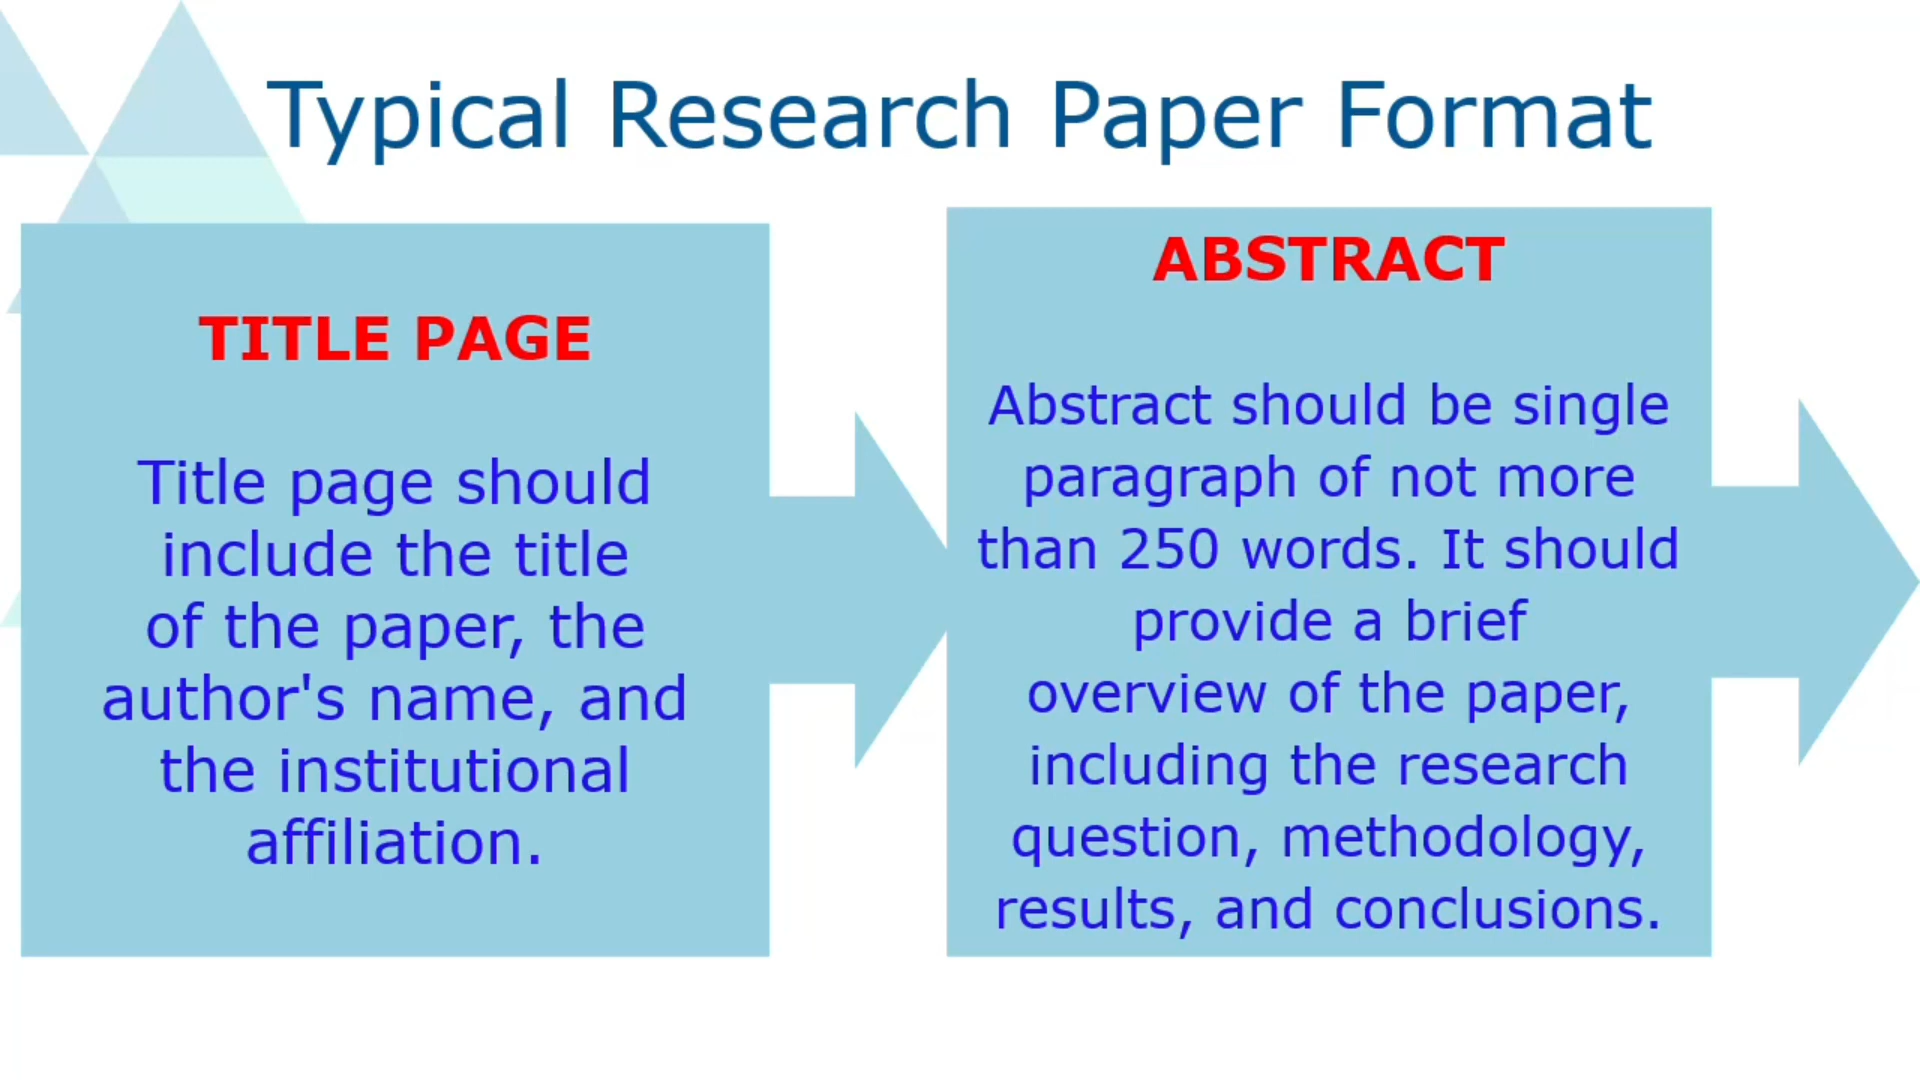 Typical Research Paper Format
TITLE PAGE
Title page should
include the title
of the paper, the
author's name, and
the institutional
affiliation.
ABSTRACT
Abstract should be single
paragraph of not more
than 250 words. It should
provide a brief
overview of the paper,
including the research
question, methodology,
results, and conclusions.